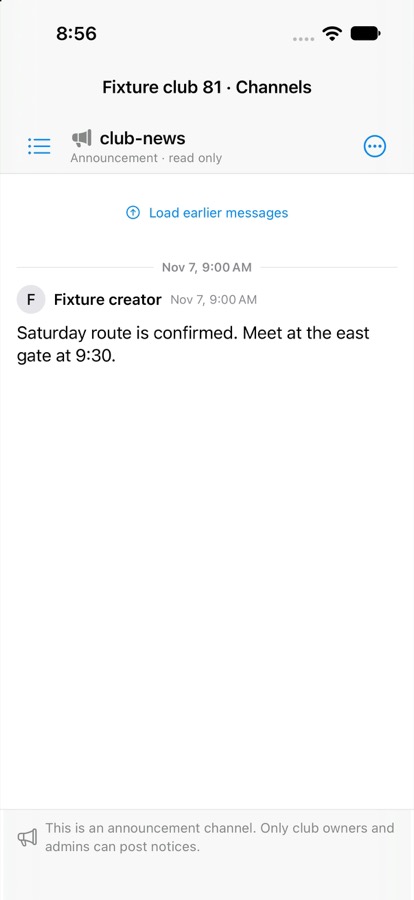 8:56
Fixture club 81 · Channels
club-news
Announcement · read only
Load earlier messages
Nov 7, 9:00 AM
F
Fixture creator Nov 7, 9:00 AM
Saturday route is confirmed. Meet at the east
gate at 9:30.
This is an announcement channel. Only club owners and
admins can post notices.